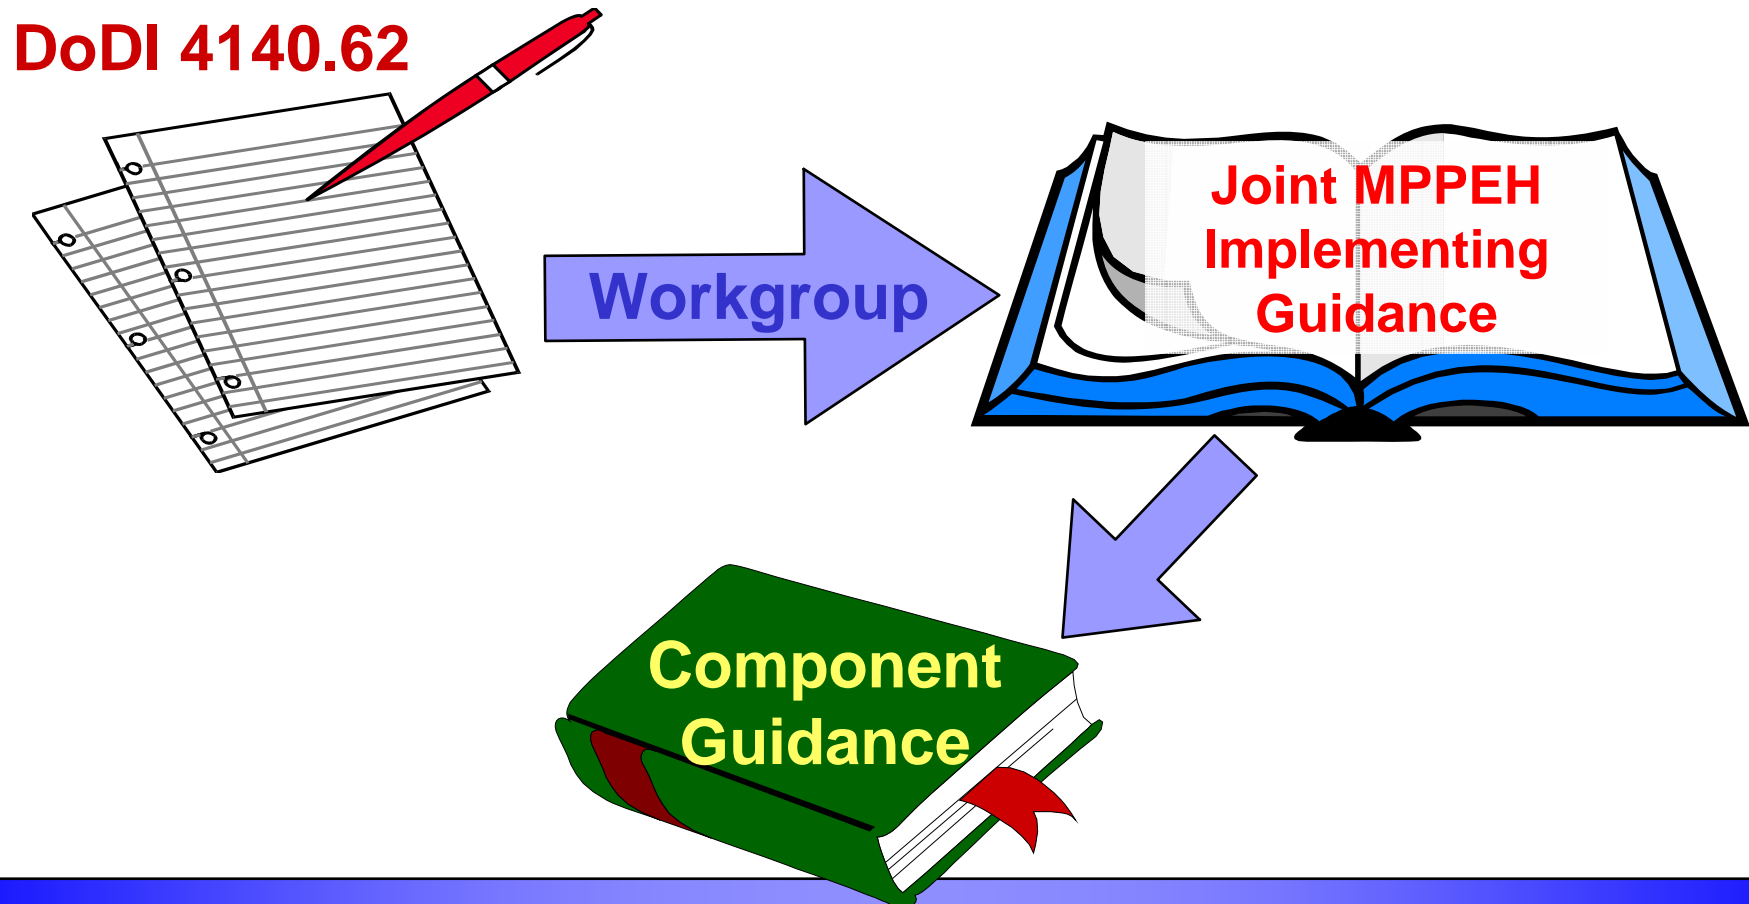 DoDI 4140.62
Workgroup
Joint MPPEH
Implementing
Guidance
Component
Guidance